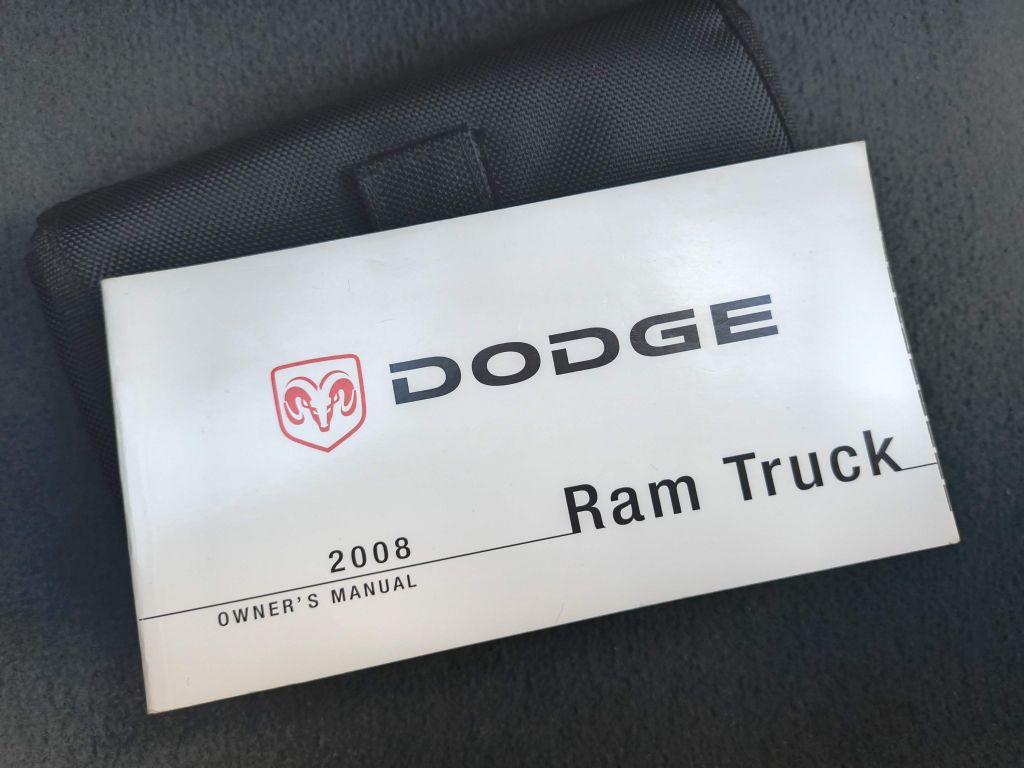 DODGE
Ram Truck
2008
OWNER'S MANUAL